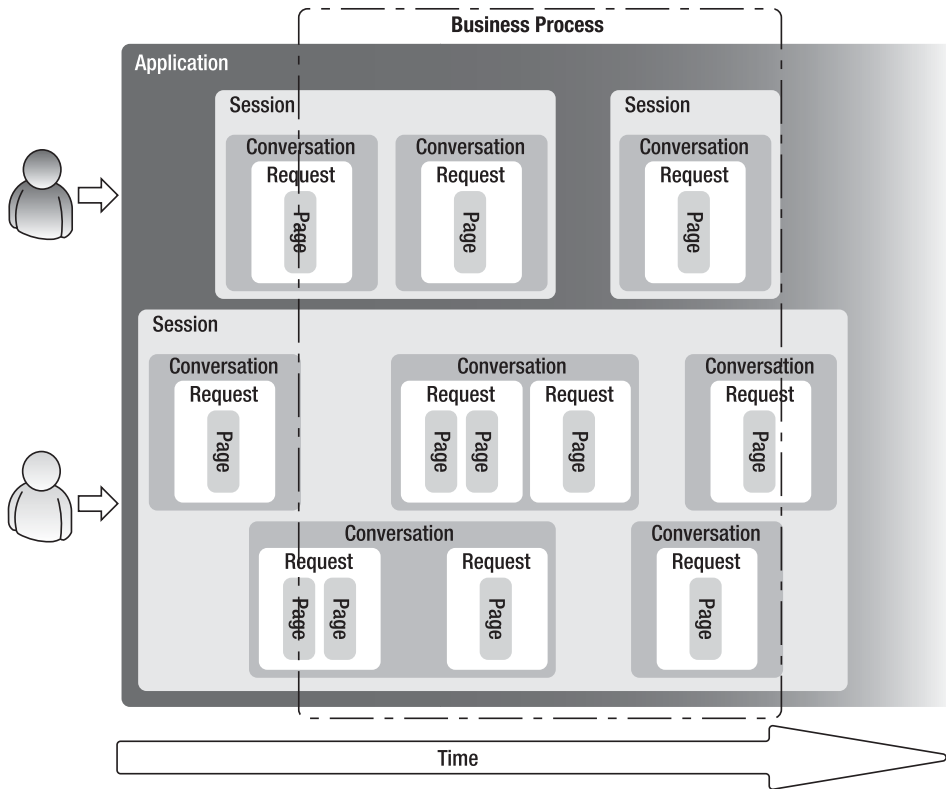 Business Process
Application
Session
Session
Conversation
Conversation
Conversation
Request
Request
Request
Page
Page
Page
Session
Conversation
Conversation
Conversation
Request
Request
Request
Request
Page
Page
Page
Page
Page
Conversation
Conversation
Request
Request
Request
Page
Page
Page
Page
Time